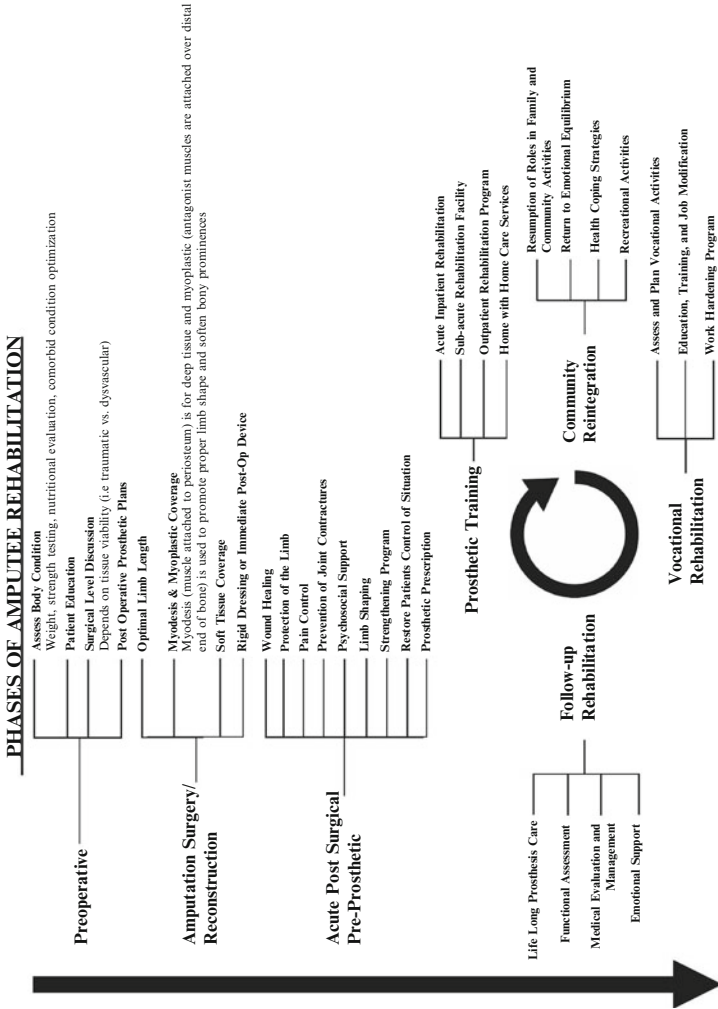 PHASES OF AMPUTEE REHABILITATION
Preoperative
Assess Body Condition
Weight, strength testing, nutritional evaluation, comorbid condition optimization
Patient Education
Surgical Level Discussion
Depends on tissue viability (i.e traumatic vs. dysvascular)
Post Operative Prosthetic Plans
Amputation Surgery/
Reconstruction
Optimal Limb Length
Myodesis & Myoplastic Coverage
Myodesis (muscle attached to periosteum) is for deep tissue and myoplastic (antagonist muscles are attached over distal
end of bone) is used to promote proper limb shape and soften bony prominences
Soft Tissue Coverage
Rigid Dressing or Immediate Post-Op Device
Acute Post Surgical
Pre-Prosthetic
Wound Healing
Protection of the Limb
Pain Control
Prevention of Joint Contractures
Psychosocial Support
Limb Shaping
Strengthening Program
Restore Patients Control of Situation
Prosthetic Prescription
Prosthetic Training
Acute Inpatient Rehabilitation
Sub-acute Rehabilitation Facility
Outpatient Rehabilitation Program
Home with Home Care Services
Life Long Prosthesis Care
Functional Assessment
Medical Evaluation and
Management
Emotional Support
Follow-up
Rehabilitation
Community
Reintegration
Resumption of Roles in Family and
Community Activities
Return to Emotional Equilibrium
Health Coping Strategies
Recreational Activities
Vocational
Rehabilitation
Assess and Plan Vocational Activities
Education, Training, and Job Modification
Work Hardening Program